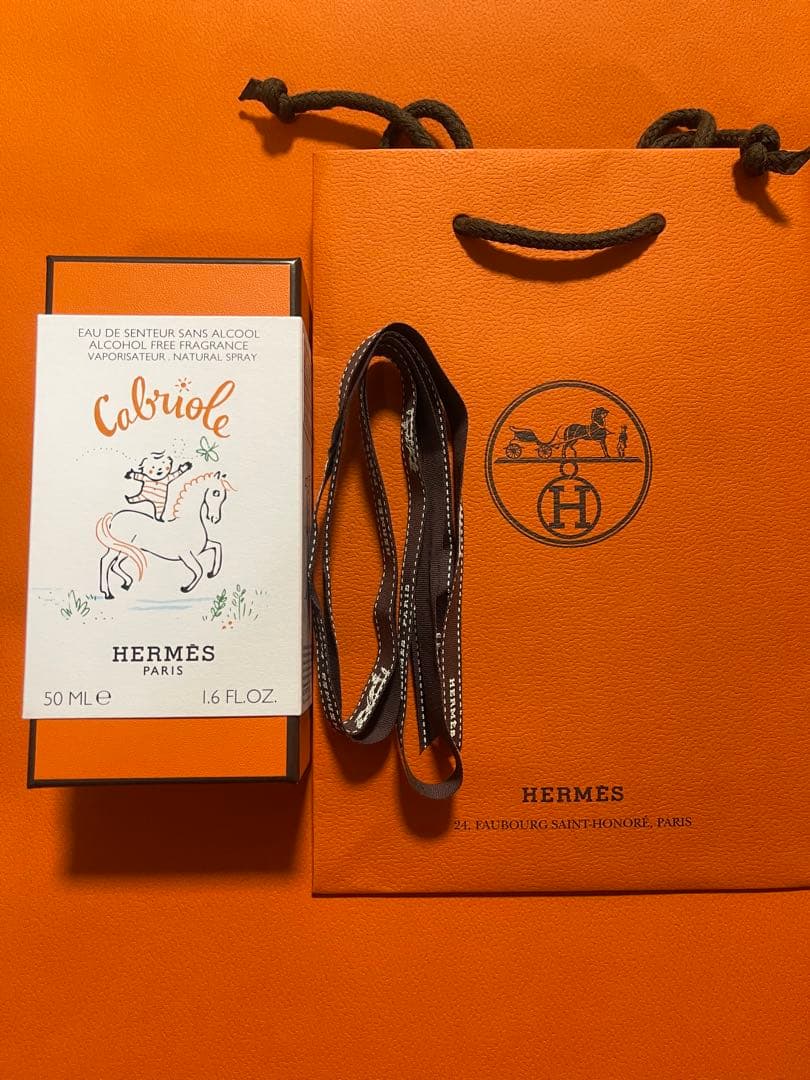 EAU DE SENTEUR SANS ALCOOL
ALCOHOL FREE FRAGRANCE
VAPORISATEUR . NATURAL SPRAY
Cabriole
HERMÈS
PARIS
50 ML e 1.6 FL.OZ.
HERMÈS
HERMÈS
H
HERMÈS
24, FAUBOURG SAINT-HONORÉ, PARIS